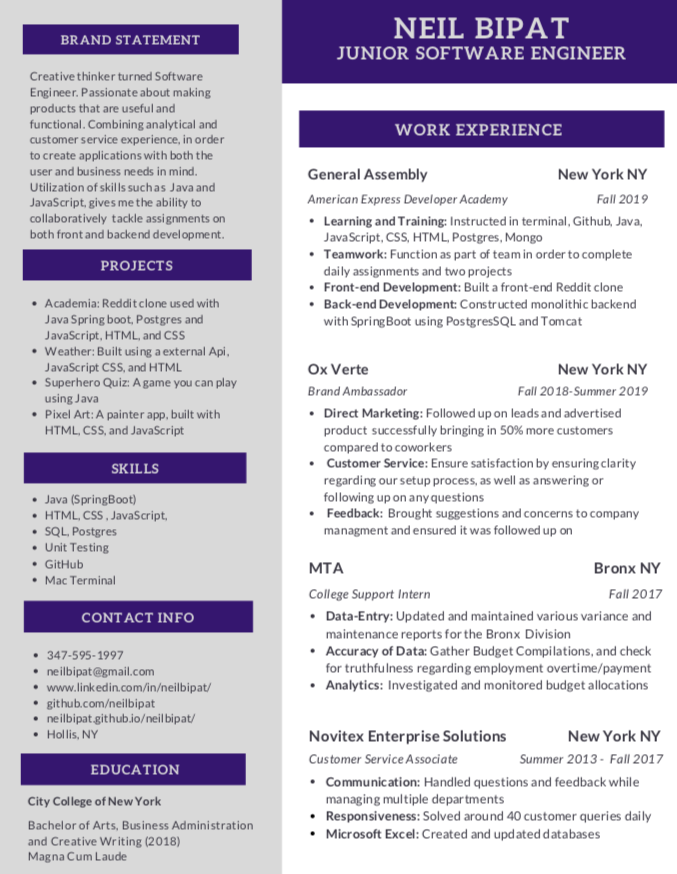 NEIL BIPAT
JUNIOR SOFTWARE ENGINEER
BRAND STATEMENT
Creative thinker turned Software
Engineer. Passionate about making
products that are useful and
functional. Combining analytical and
customer service experience, in order
to create applications with both the
user and business needs in mind.
Utilization of skills such as Java and
JavaScript, gives me the ability to
collaboratively tackle assignments on
both front and backend development.
PROJECTS
• Academia: Reddit clone used with
Java Spring boot, Postgres and
JavaScript, HTML, and CSS
• Weather: Built using a external Api,
JavaScript CSS, and HTML
• Superhero Quiz: A game you can play
using Java
• Pixel Art: A painter app, built with
HTML, CSS, and JavaScript
SKILLS
• Java (SpringBoot)
• HTML, CSS , JavaScript,
• SQL, Postgres
• Unit Testing
• GitHub
• Mac Terminal
CONTACT INFO
• 347-595-1997
• neilbipat@gmail.com
• www.linkedin.com/in/neilbipat/
• github.com/neilbipat
• neilbipat.github.io/neilbipat/
• Hollis, NY
EDUCATION
City College of New York
Bachelor of Arts, Business Administration
and Creative Writing (2018)
Magna Cum Laude
WORK EXPERIENCE
General Assembly New York NY
American Express Developer Academy Fall 2019
• Learning and Training: Instructed in terminal, Github, Java,
JavaScript, CSS, HTML, Postgres, Mongo
• Teamwork: Function as part of team in order to complete
daily assignments and two projects
• Front-end Development: Built a front-end Reddit clone
• Back-end Development: Constructed monolithic backend
with SpringBoot using PostgresSQL and Tomcat
Ox Verte New York NY
Brand Ambassador Fall 2018-Summer 2019
• Direct Marketing: Followed up on leads and advertised
product successfully bringing in 50% more customers
compared to coworkers
• Customer Service: Ensure satisfaction by ensuring clarity
regarding our setup process, as well as answering or
following up on any questions
• Feedback: Brought suggestions and concerns to company
managment and ensured it was followed up on
MTA Bronx NY
College Support Intern Fall 2017
• Data-Entry: Updated and maintained various variance and
maintenance reports for the Bronx Division
• Accuracy of Data: Gather Budget Compilations, and check
for truthfulness regarding employment overtime/payment
• Analytics: Investigated and monitored budget allocations
Novitex Enterprise Solutions New York NY
Customer Service Associate Summer 2013 - Fall 2017
• Communication: Handled questions and feedback while
managing multiple departments
• Responsiveness: Solved around 40 customer queries daily
• Microsoft Excel: Created and updated databases